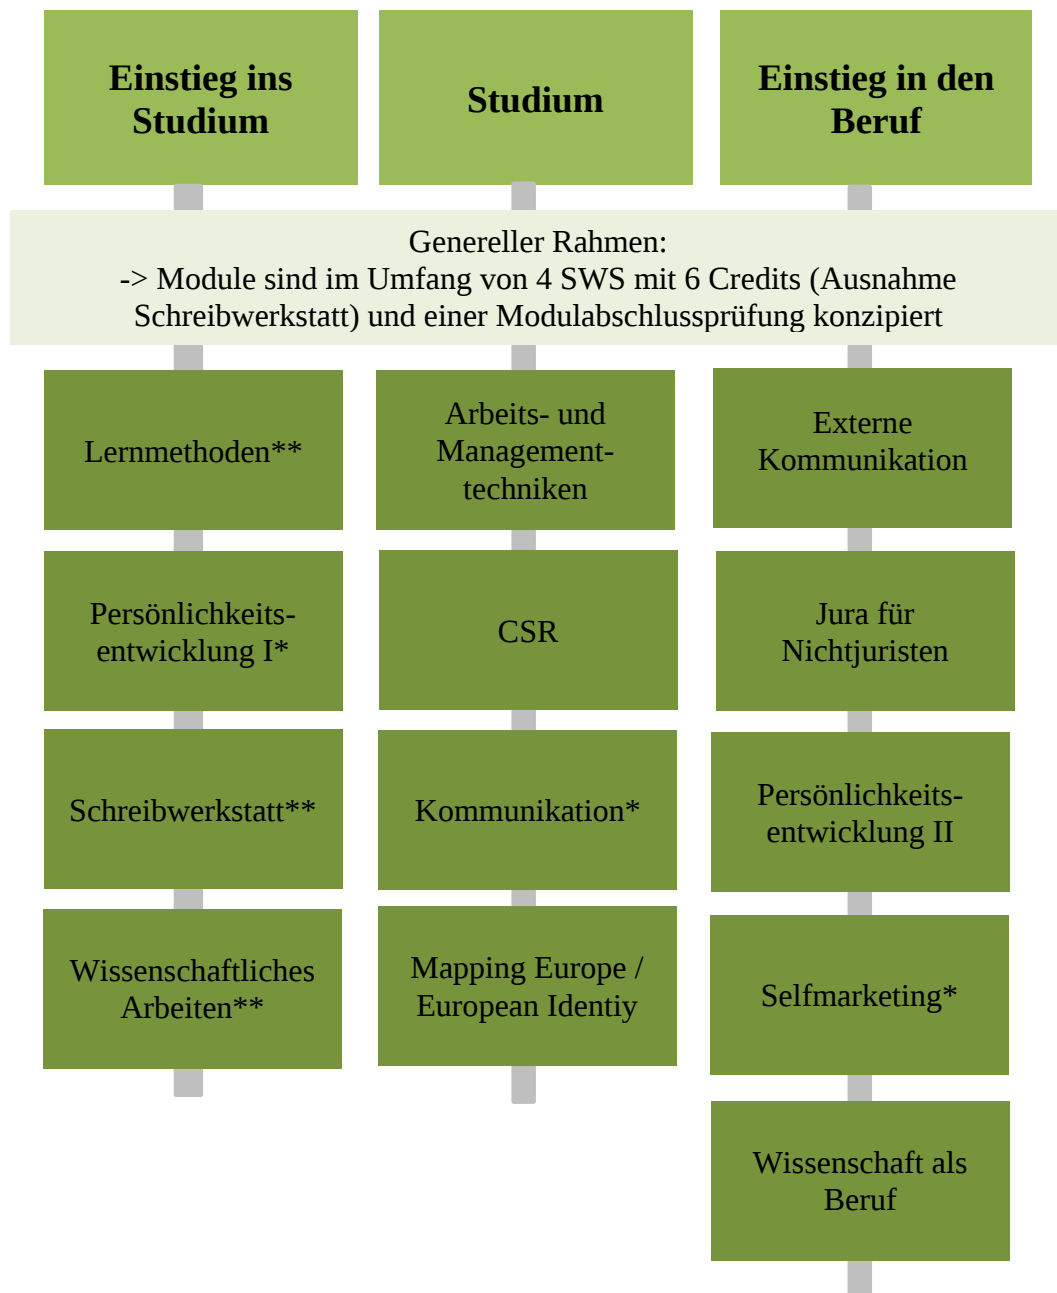 Einstieg ins
Studium
Studium
Einstieg in den
Beruf
Genereller Rahmen:
-> Module sind im Umfang von 4 SWS mit 6 Credits (Ausnahme
Schreibwerkstatt) und einer Modulabschlussprüfung konzipiert
Lernmethoden**
Persönlichkeits-
entwicklung I*
Schreibwerkstatt**
Wissenschaftliches
Arbeiten**
Arbeits- und
Management-
techniken
CSR
Kommunikation*
Mapping Europe /
European Identiy
Externe
Kommunikation
Jura für
Nichtjuristen
Persönlichkeits-
entwicklung II
Selfmarketing*
Wissenschaft als
Beruf